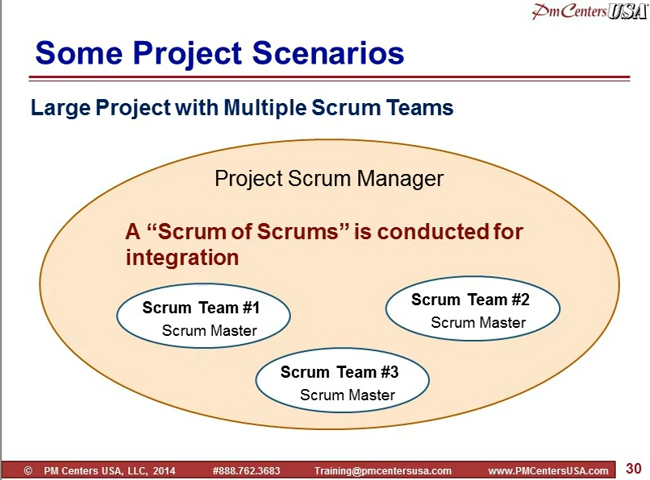 PmCentersUSA
Some Project Scenarios
Large Project with Multiple Scrum Teams
Project Scrum Manager
A “Scrum of Scrums” is conducted for
integration
Scrum Team #1
Scrum Master
Scrum Team #2
Scrum Master
Scrum Team #3
Scrum Master
© PM Centers USA, LLC, 2014 #888.762.3683 Training@pmcentersusa.com www.PMCentersUSA.com 30